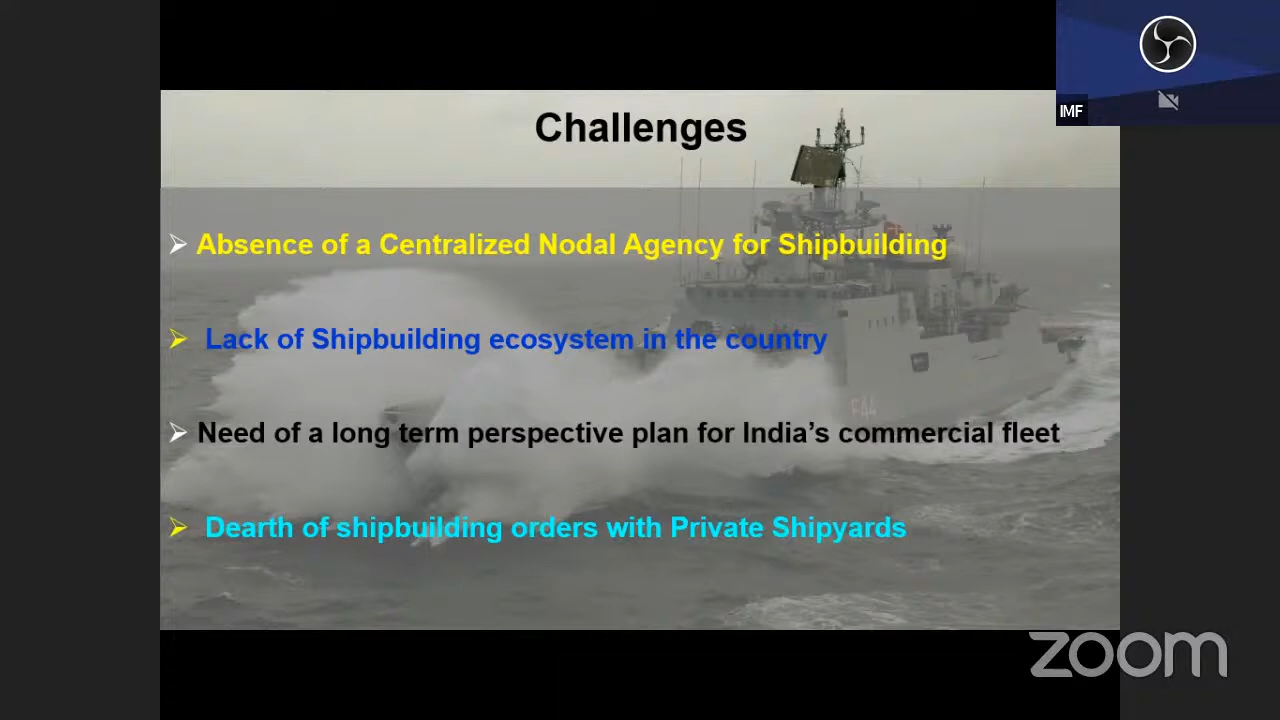 IMF
Challenges
Absence of a Centralized Nodal Agency for Shipbuilding
Lack of Shipbuilding ecosystem in the country
F44
Need of a long term perspective plan for India's commercial fleet
Dearth of shipbuilding orders with Private Shipyards
zoom